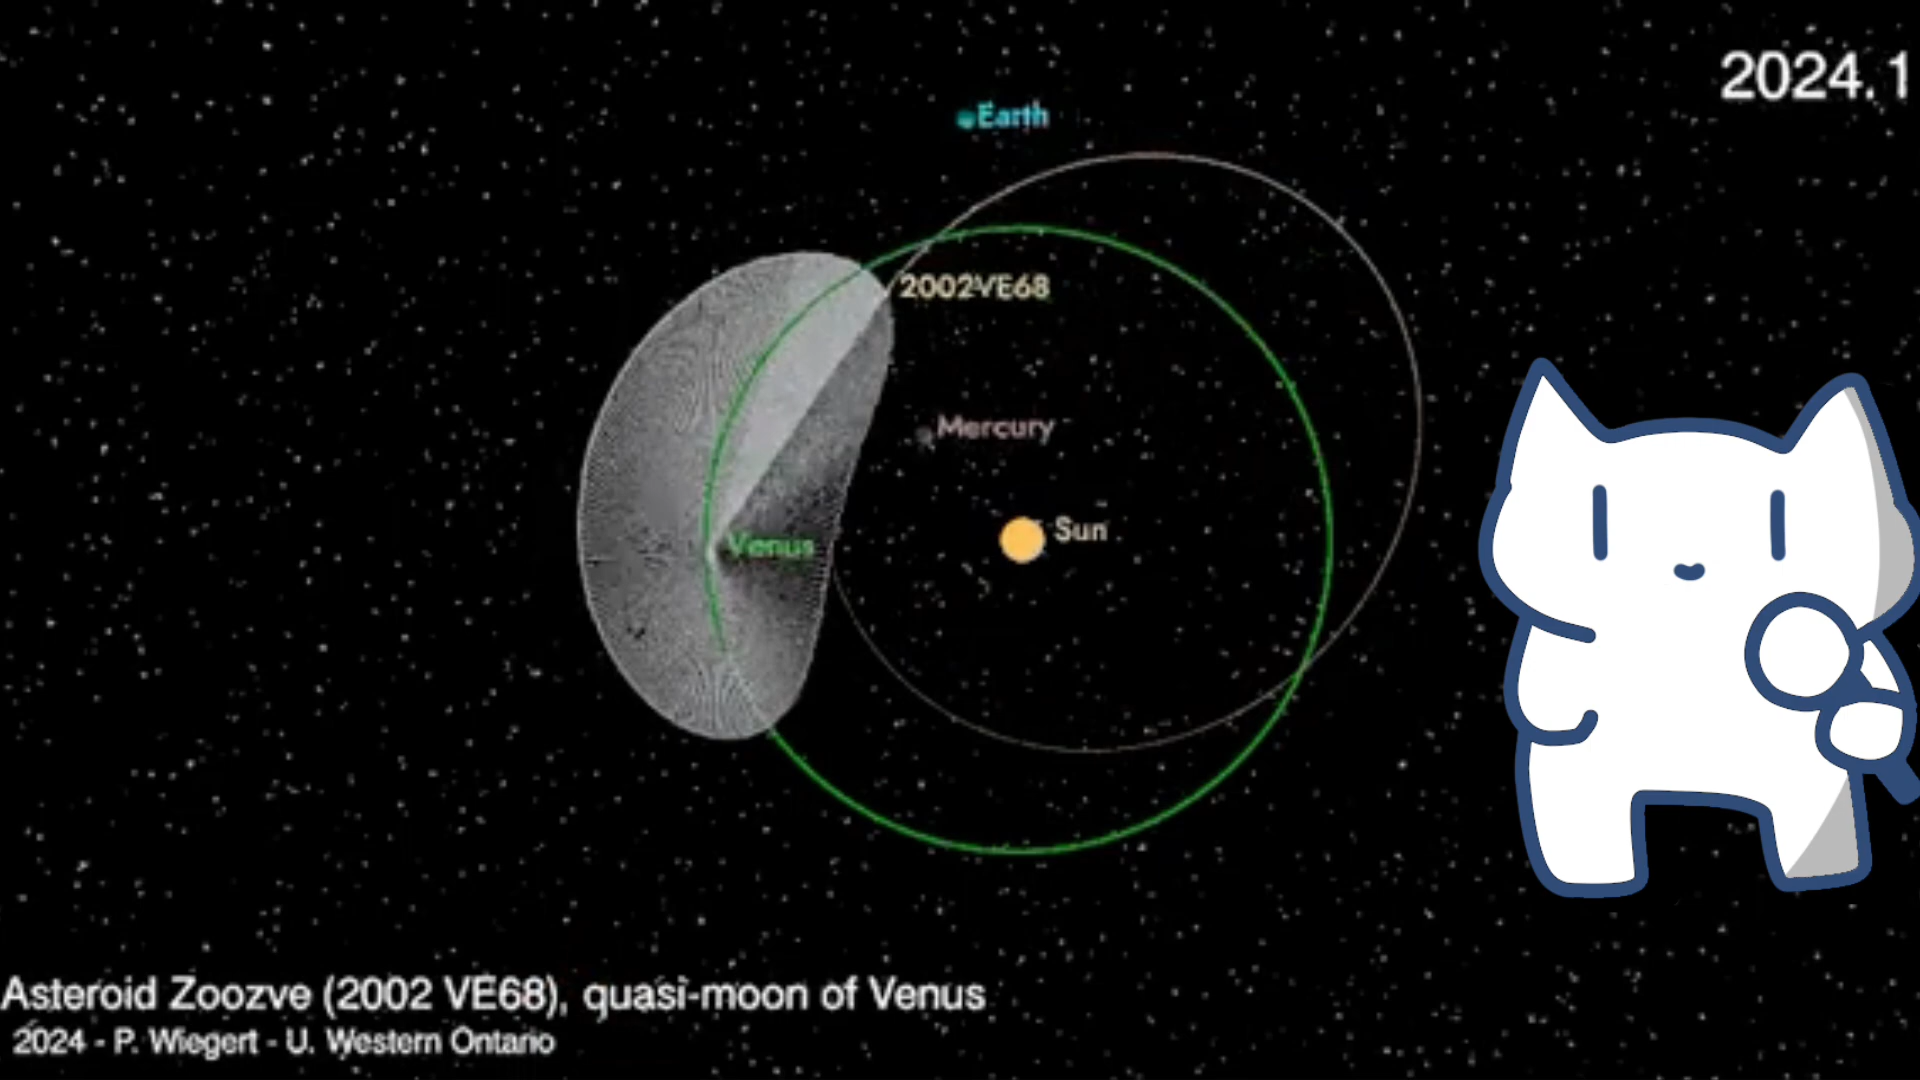 2024.1
Earth
2002VE68
Mercury
Sun
Venus
Asteroid Zoozve (2002 VE68), quasi-moon of Venus
2024 - P. Wiegert - U. Western Ontario